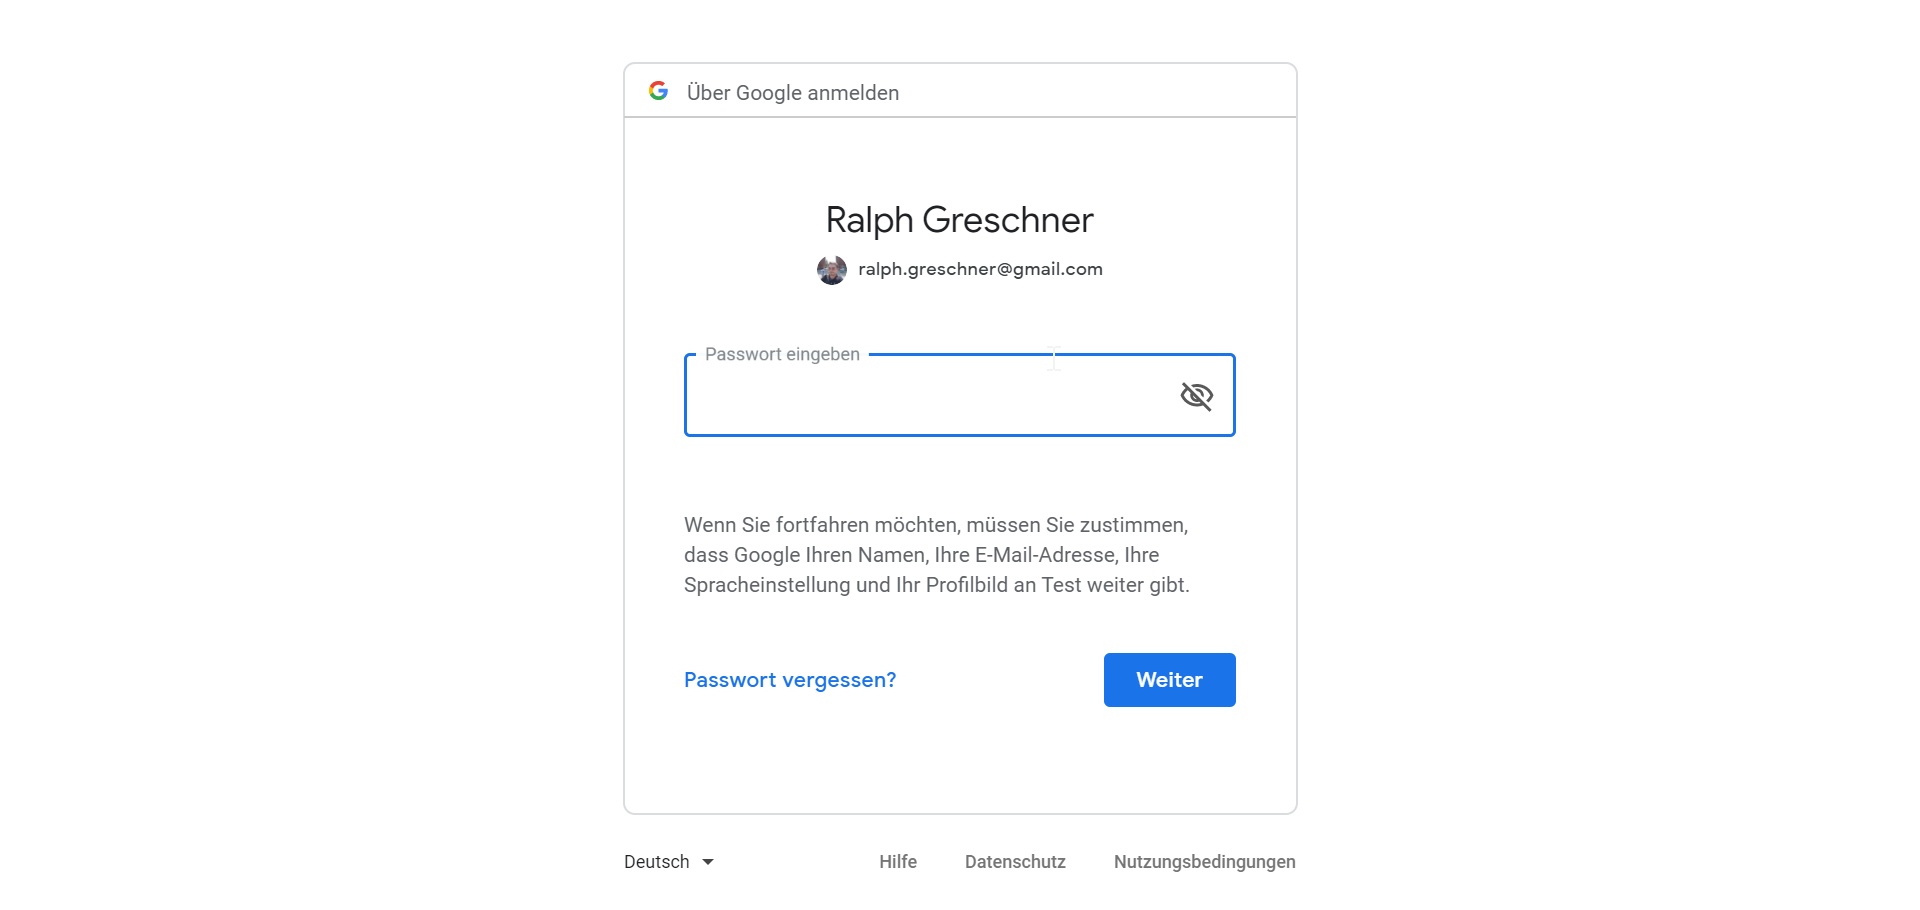 Über Google anmelden
Ralph Greschner
ralph.greschner@gmail.com
Passwort eingeben
Wenn Sie fortfahren möchten, müssen Sie zustimmen,
dass Google Ihren Namen, Ihre E-Mail-Adresse, Ihre
Spracheinstellung und Ihr Profilbild an Test weiter gibt.
Passwort vergessen?
Weiter
Deutsch
Hilfe
Datenschutz
Nutzungsbedingungen